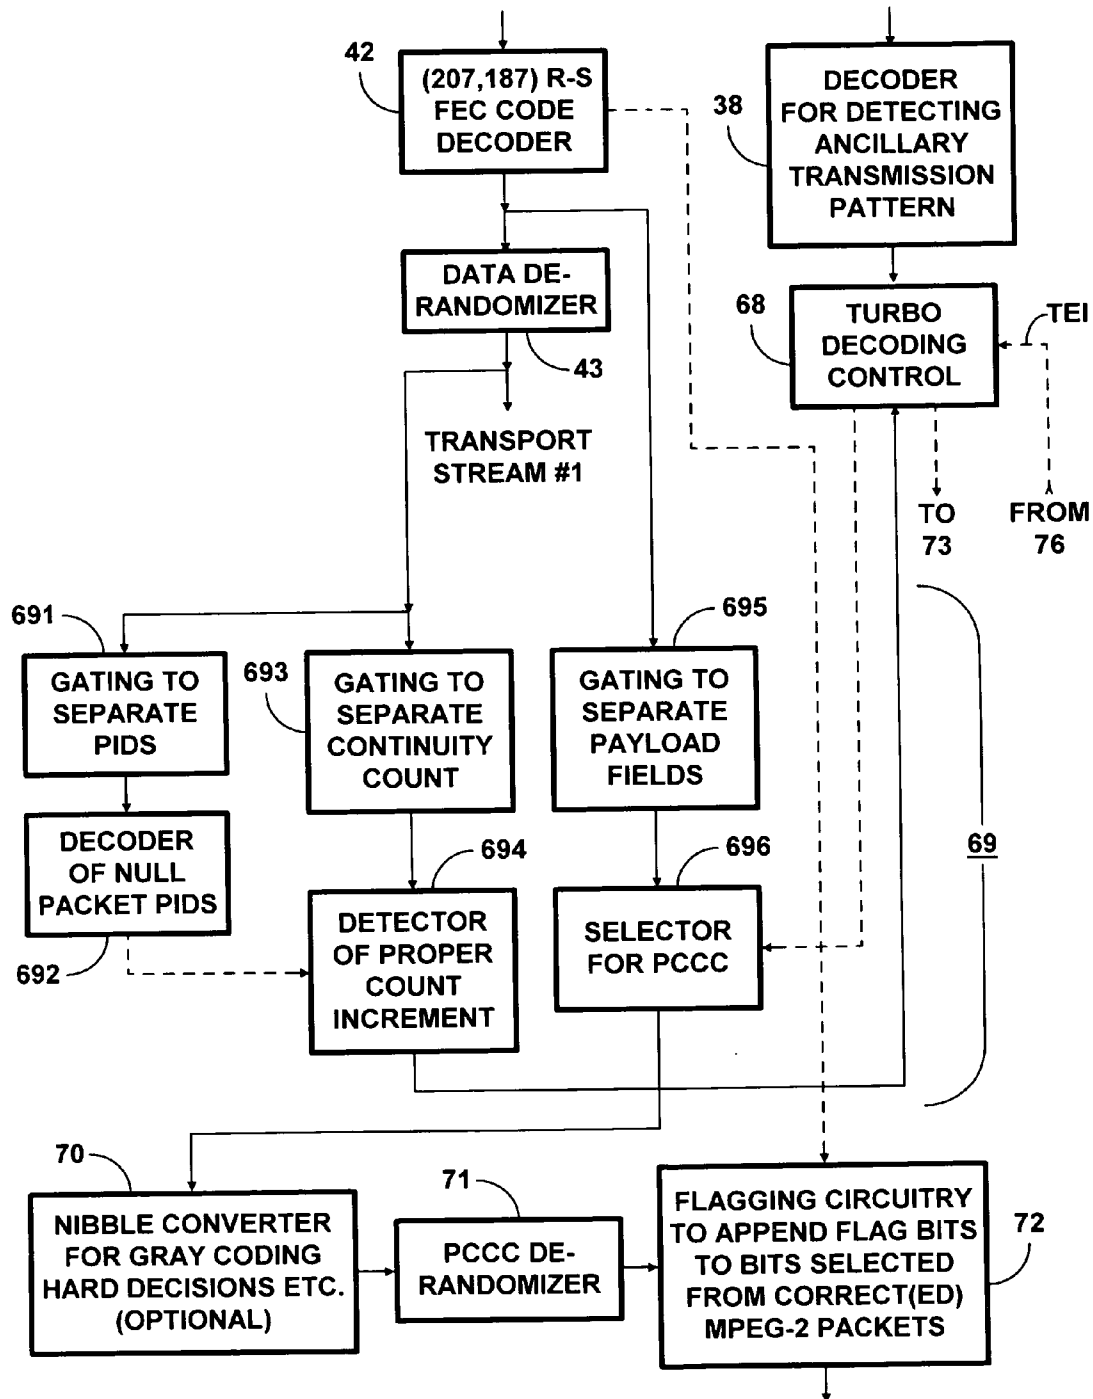 42
(207,187) R-S
FEC CODE
DECODER
38
DECODER
FOR DETECTING
ANCILLARY
TRANSMISSION
PATTERN
DATA DE-
RANDOMIZER
43
68
TURBO
DECODING
CONTROL
TEI
TRANSPORT
STREAM #1
TO
73
FROM
76
691
GATING TO
SEPARATE
PIDS
693
GATING TO
SEPARATE
CONTINUITY
COUNT
695
GATING TO
SEPARATE
PAYLOAD
FIELDS
DECODER
OF NULL
PACKET PIDS
692
694
DETECTOR
OF PROPER
COUNT
INCREMENT
696
SELECTOR
FOR PCCC
69
70
NIBBLE CONVERTER
FOR GRAY CODING
HARD DECISIONS ETC.
(OPTIONAL)
71
PCCC DE-
RANDOMIZER
FLAGGING CIRCUITRY
TO APPEND FLAG BITS
TO BITS SELECTED
FROM CORRECT(ED)
MPEG-2 PACKETS
72